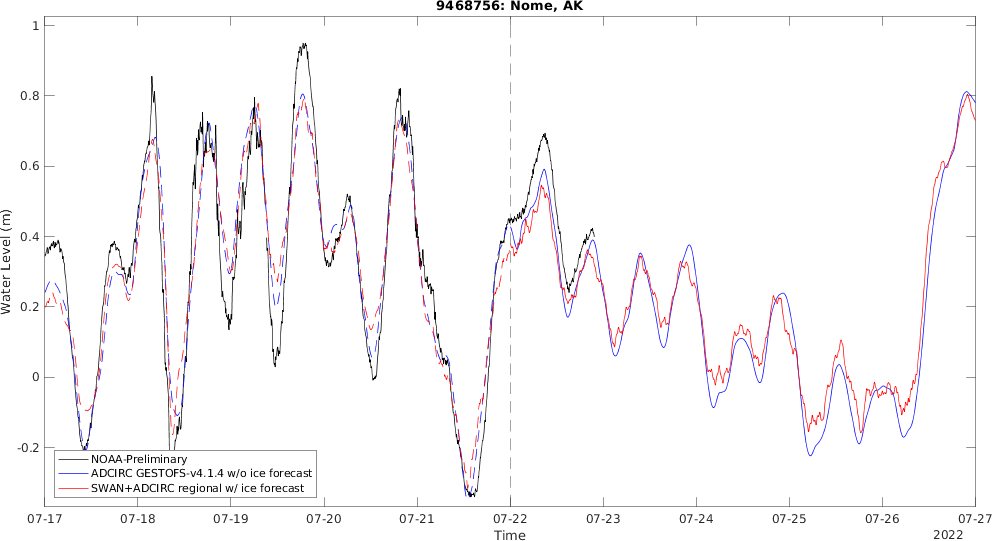 9468756: Nome, AK
Water Level (m)
1
0.8
0.6
0.4
0.2
0
-0.2
NOAA-Preliminary
ADCIRC GESTOFS-v4.1.4 w/o ice forecast
SWAN+ADCIRC regional w/ ice forecast
07-17 07-18 07-19 07-20 07-21 07-22 07-23 07-24 07-25 07-26 07-27
Time
2022